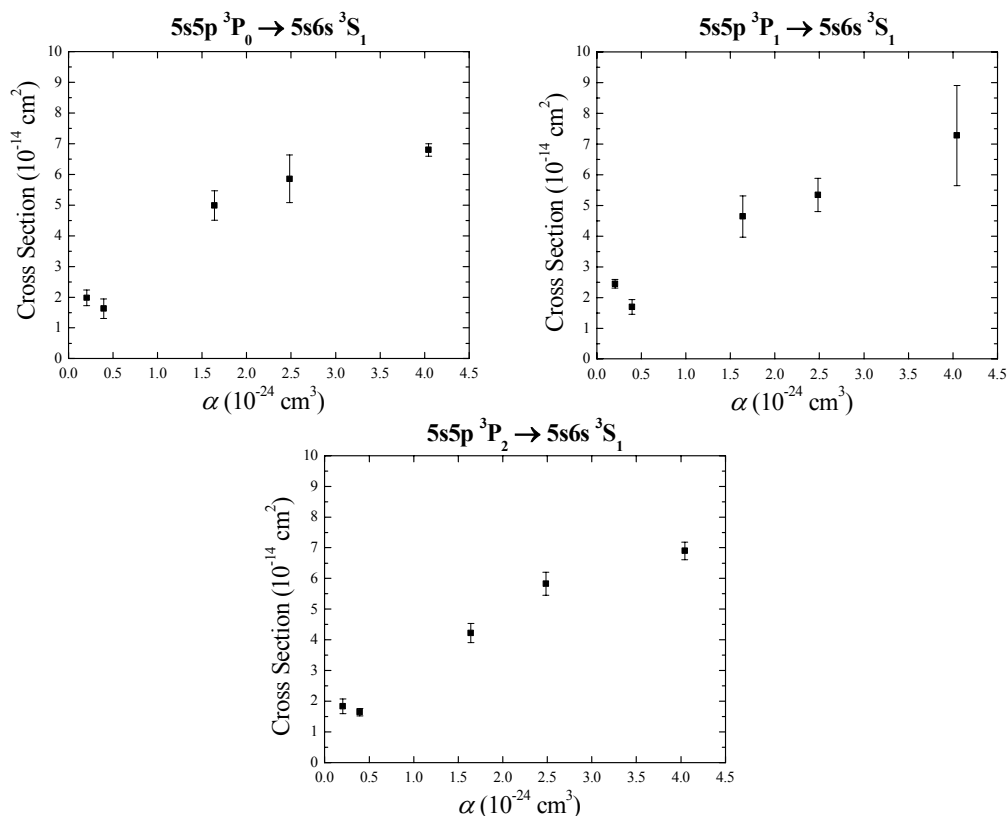 5s5p ³P₀ → 5s6s ³S₁
10
9
8
7
6
5
4
3
2
1
0
Cross Section (10⁻¹⁴ cm²)
0.0 0.5 1.0 1.5 2.0 2.5 3.0 3.5 4.0 4.5
α (10⁻²⁴ cm³)
5s5p ³P₁ → 5s6s ³S₁
10
9
8
7
6
5
4
3
2
1
0
Cross Section (10⁻¹⁴ cm²)
0.0 0.5 1.0 1.5 2.0 2.5 3.0 3.5 4.0 4.5
α (10⁻²⁴ cm³)
5s5p ³P₂ → 5s6s ³S₁
10
9
8
7
6
5
4
3
2
1
0
Cross Section (10⁻¹⁴ cm²)
0.0 0.5 1.0 1.5 2.0 2.5 3.0 3.5 4.0 4.5
α (10⁻²⁴ cm³)